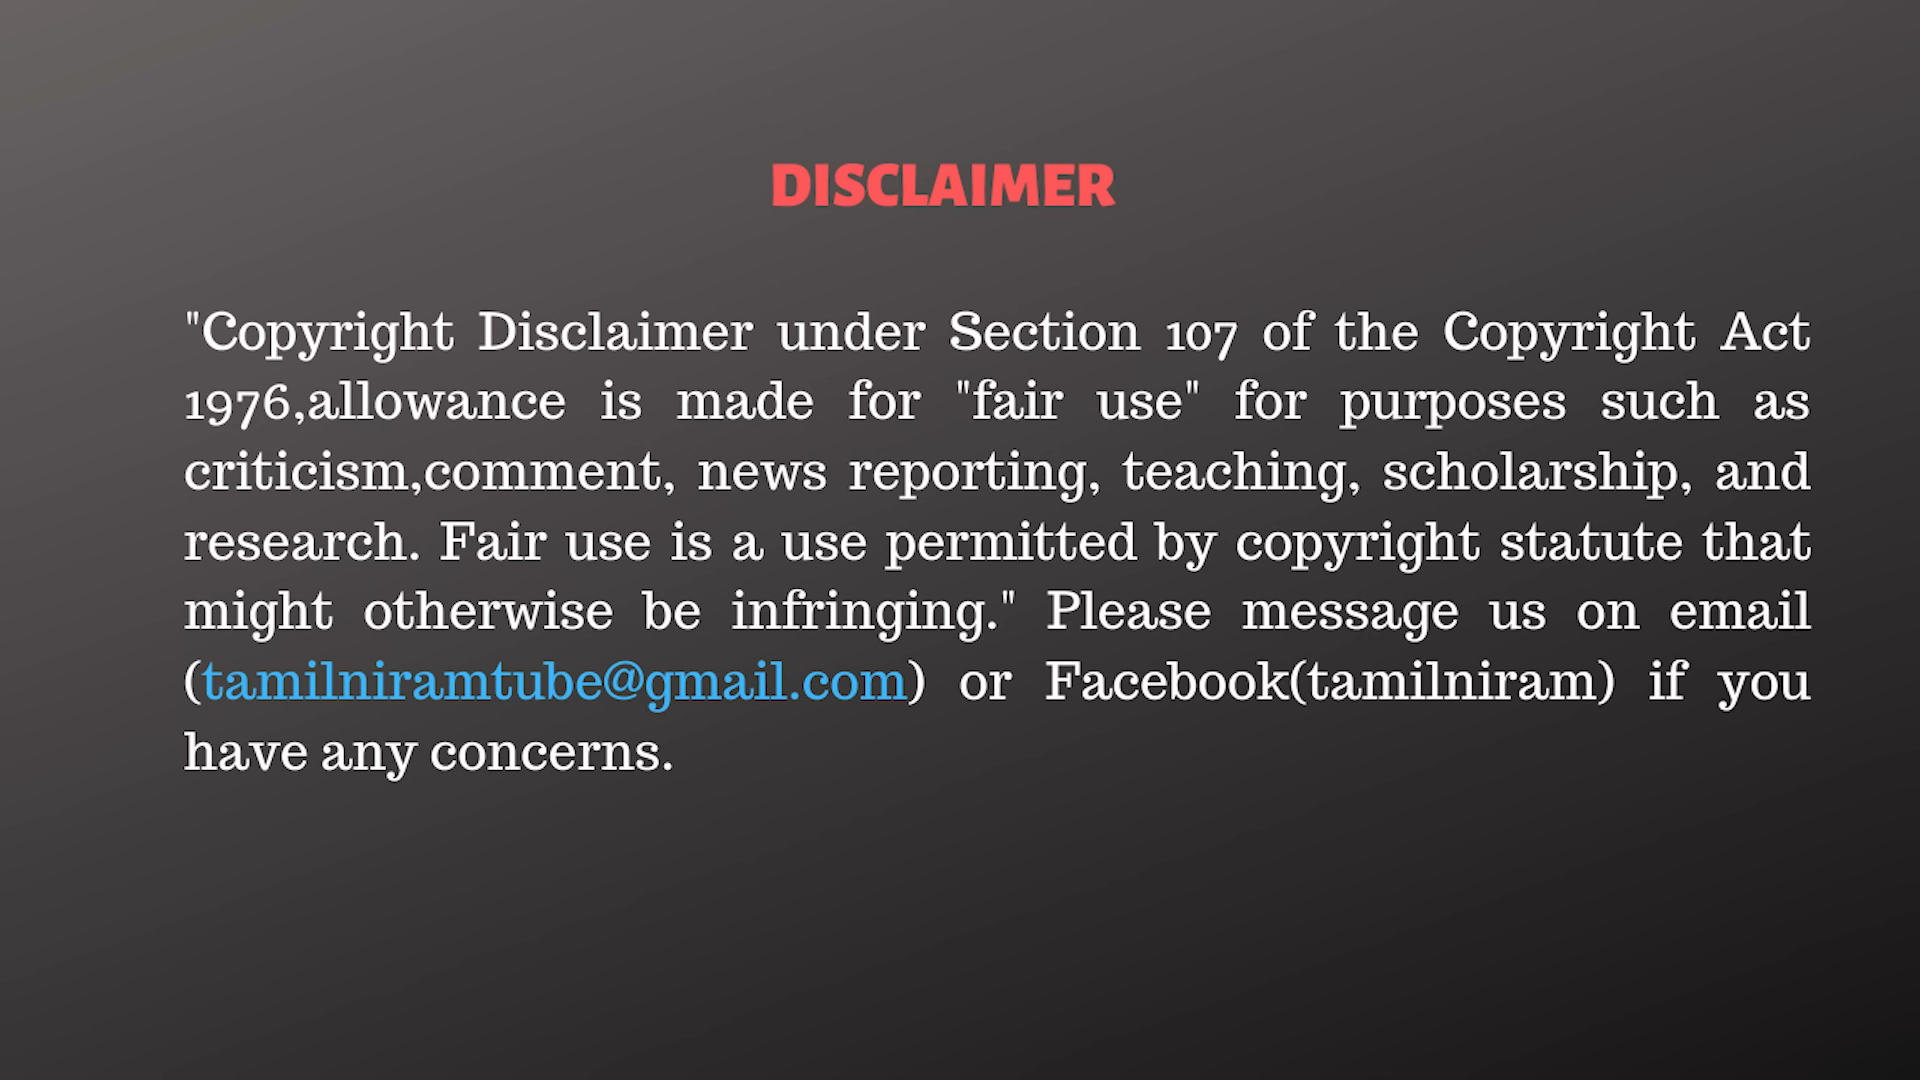 DISCLAIMER
"Copyright Disclaimer under Section 107 of the Copyright Act
1976,allowance is made for "fair use" for purposes such as
criticism,comment, news reporting, teaching, scholarship, and
research. Fair use is a use permitted by copyright statute that
might otherwise be infringing." Please message us on email
(tamilniramtube@gmail.com) or Facebook(tamilniram) if you
have any concerns.